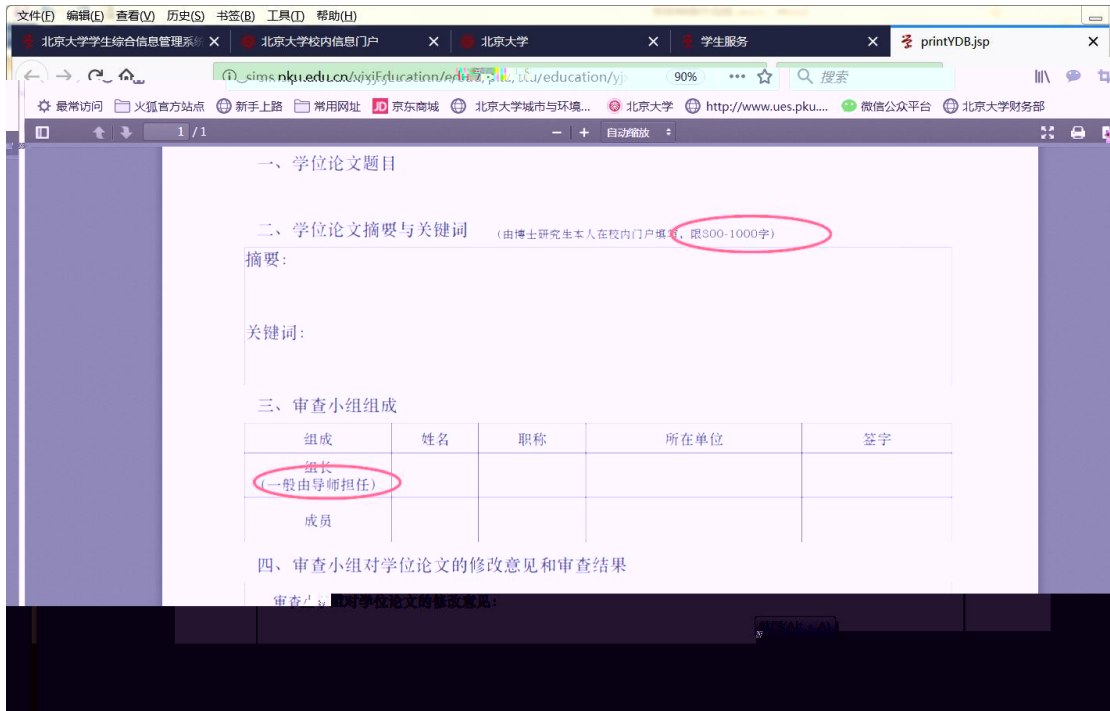 文件(F) 编辑(E) 查看(V) 历史(S) 书签(B) 工具(T) 帮助(H)
北京大学学生综合信息管理系统 × 北京大学校内信息门户 × 北京大学 × 学生服务 × printYDB.jsp ×
sims.pku.edu.cn/ education/yj 90% ··· 搜索
最常访问 火狐官方站点 新手上路 常用网址 JD 京东商城 北京大学城市与环境... 北京大学 http://www.ues.pku.... 微信公众平台 北京大学财务部
1 / 1 − + 自动缩放
一、学位论文题目
二、学位论文摘要与关键词 (由博士研究生本人在校内门户填写，限800-1000字)
摘要:
关键词:
三、审查小组组成
组成 姓名 职称 所在单位 签字
组长
(一般由导师担任)
成员
四、审查小组对学位论文的修改意见和审查结果
审查小组对学位论文的修改意见: